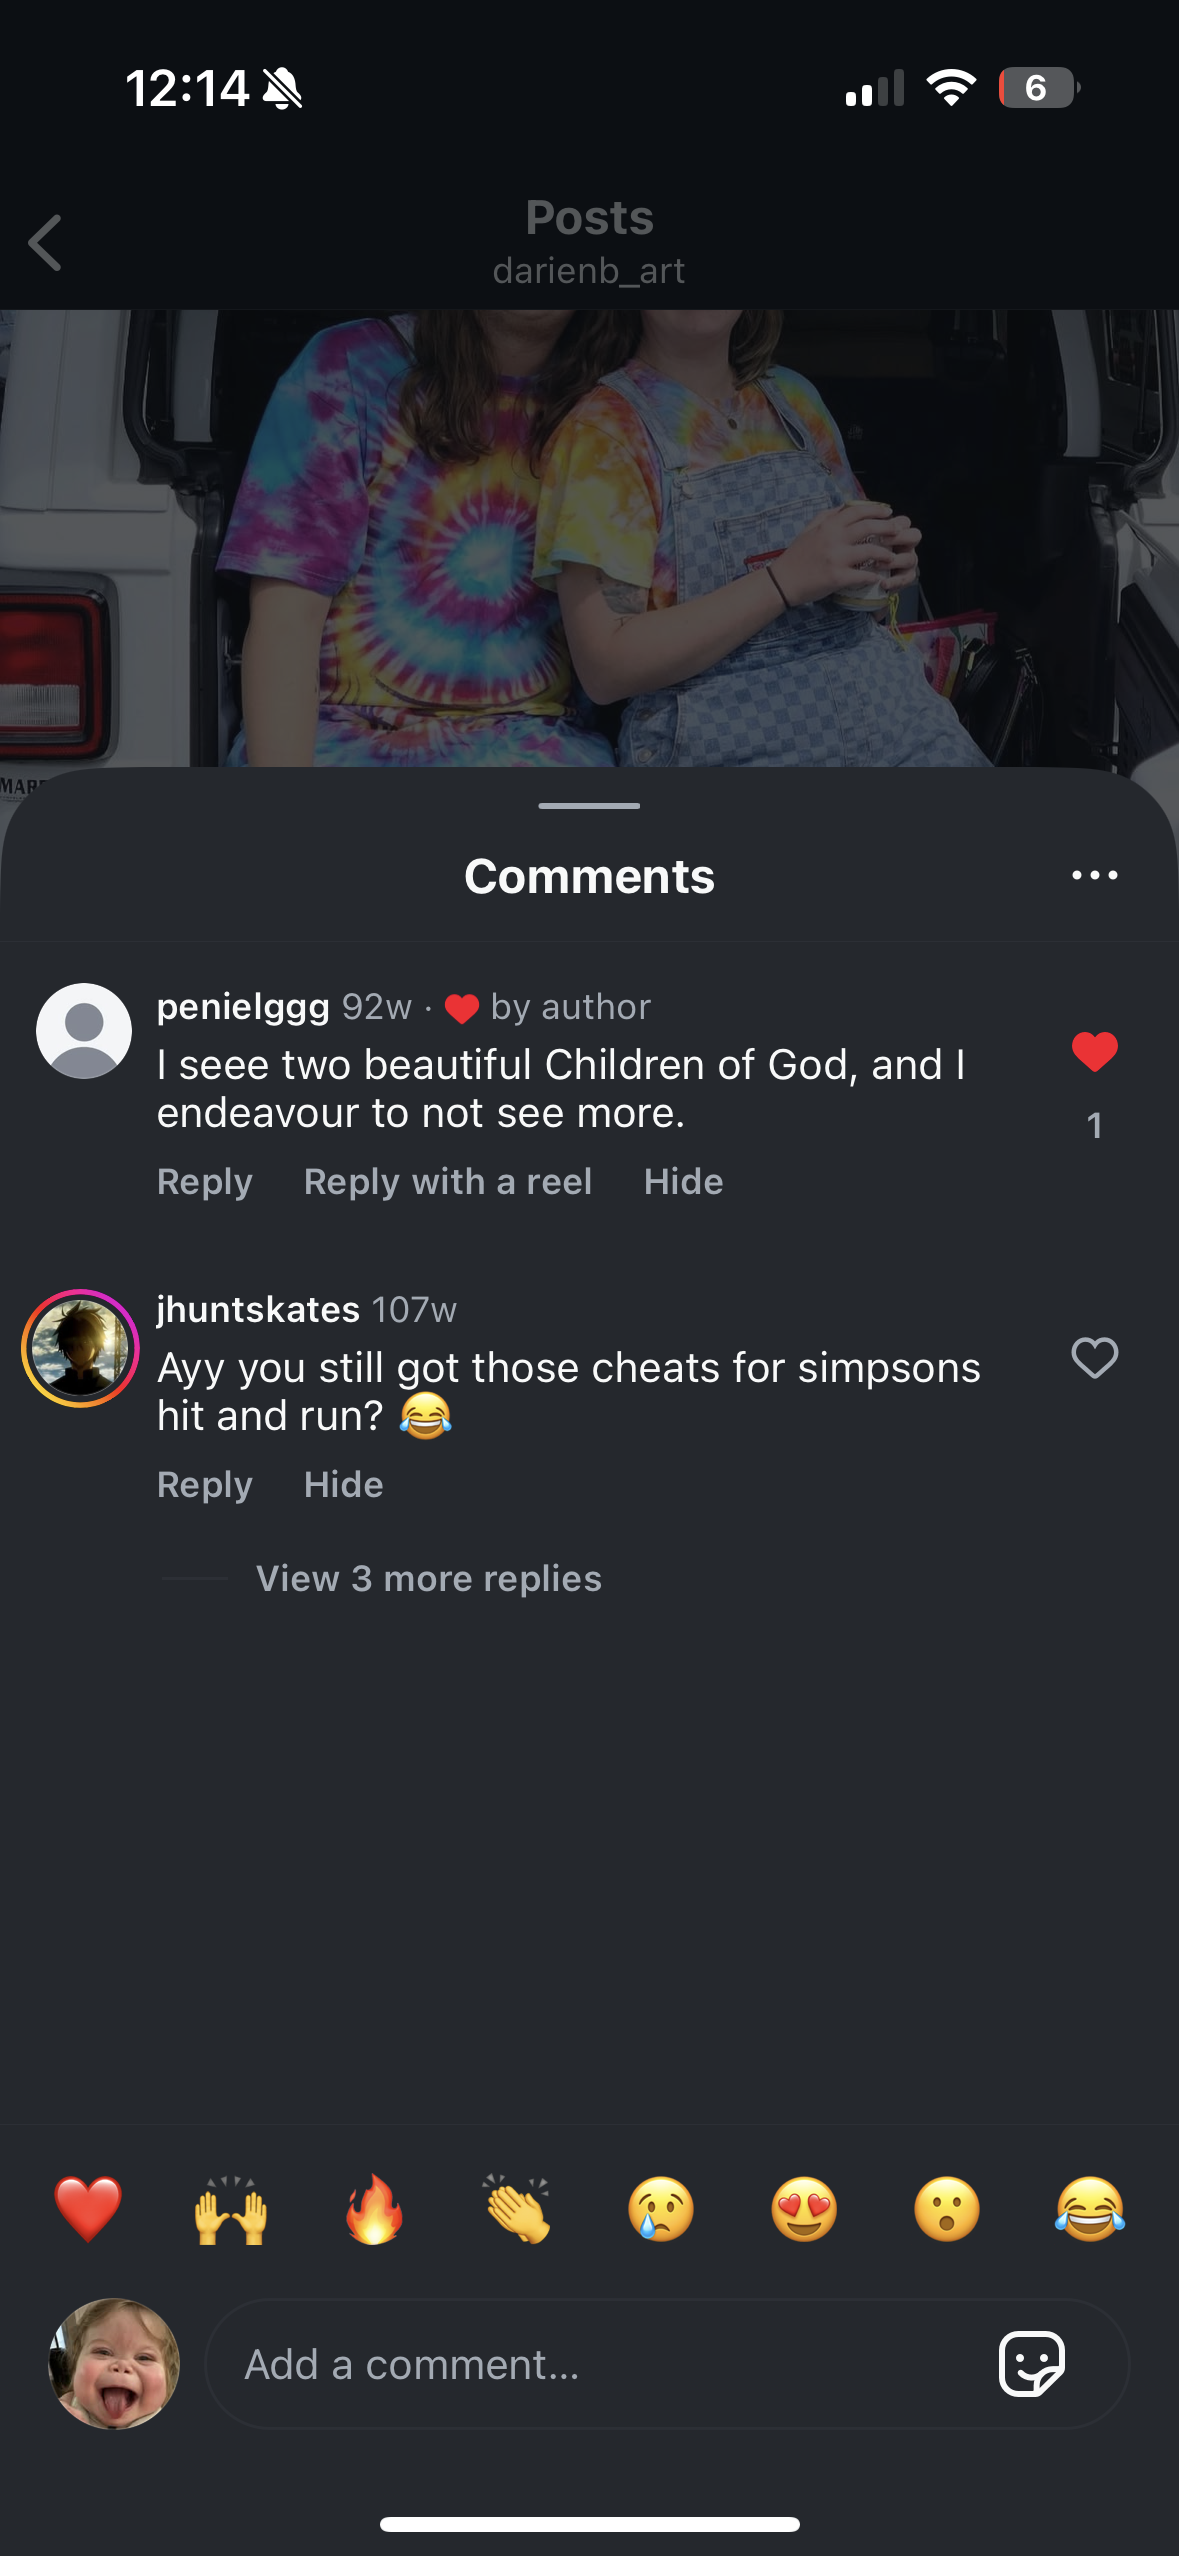 12:14
6
Posts
darienb_art
Comments
penielggg 92w · ❤️ by author
I seee two beautiful Children of God, and I
endeavour to not see more.
1
Reply Reply with a reel Hide
jhuntskates 107w
Ayy you still got those cheats for simpsons
hit and run? 😂
Reply Hide
View 3 more replies
❤️ 🙌 🔥 👏 😢 😍 😮 😂
Add a comment...